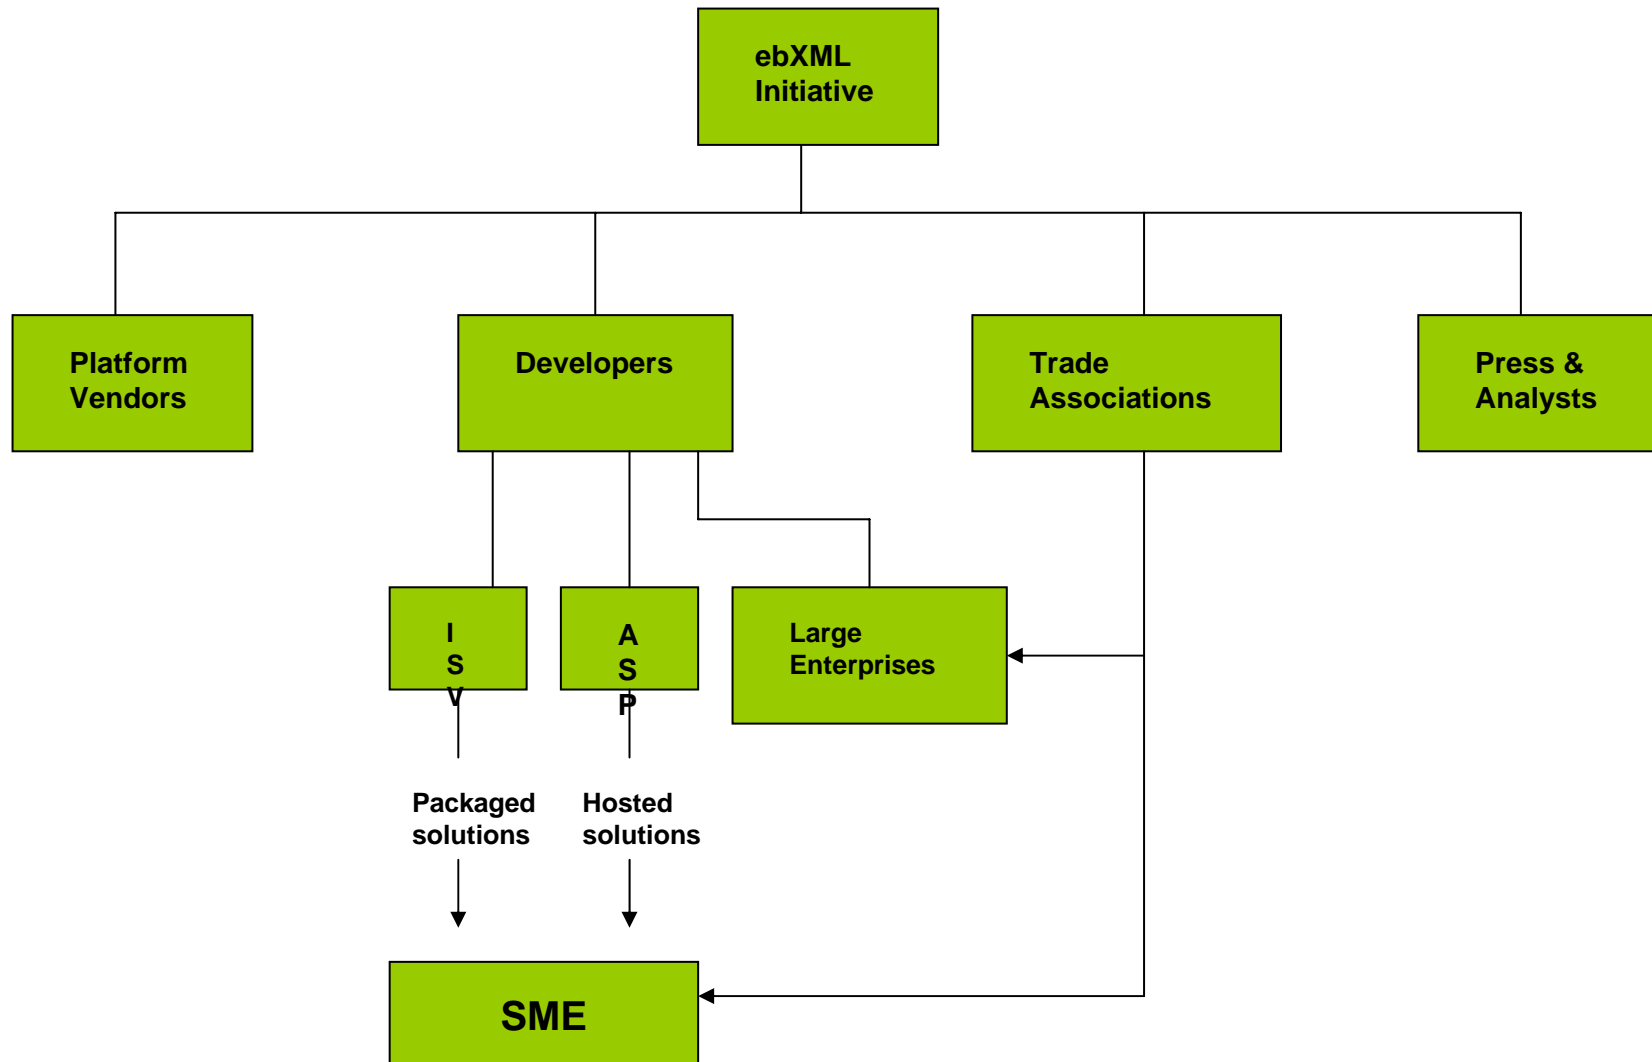 ebXML
Initiative
Platform
Vendors
Developers
Trade
Associations
Press &
Analysts
I
S
V
A
S
P
Large
Enterprises
Packaged
solutions
Hosted
solutions
SME